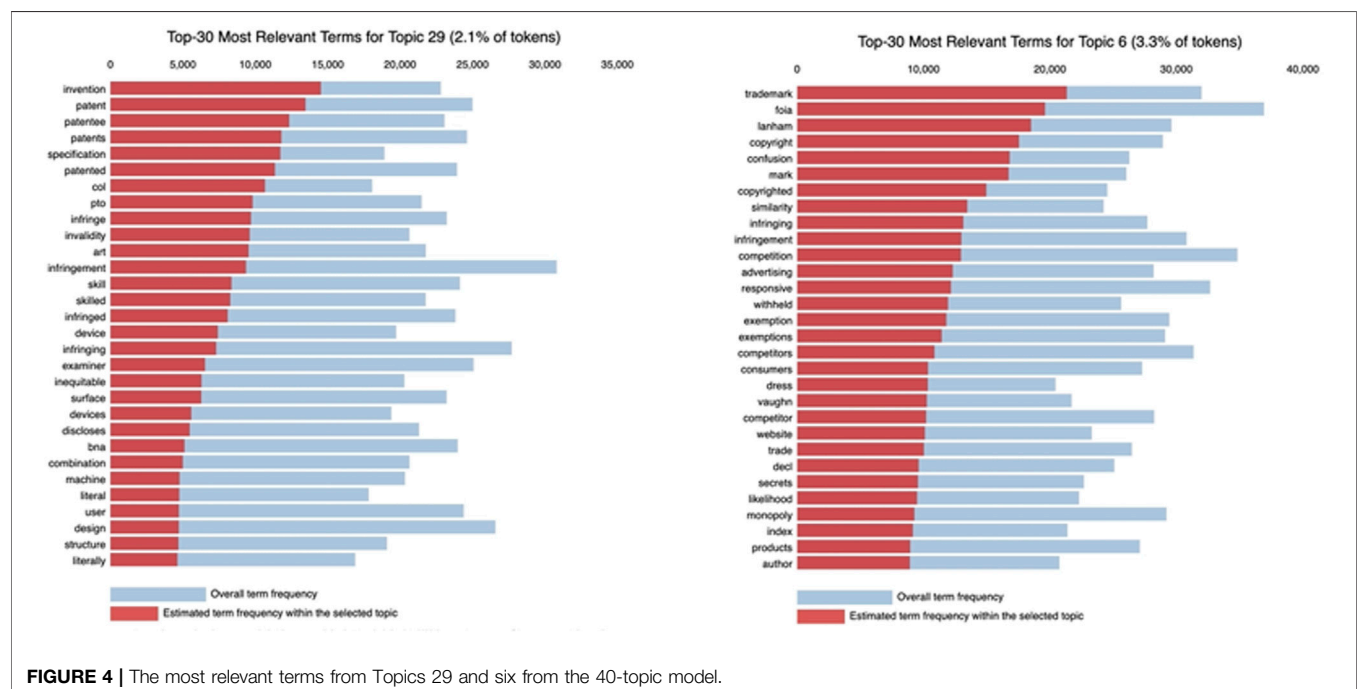 Top-30 Most Relevant Terms for Topic 29 (2.1% of tokens)
0 5,000 10,000 15,000 20,000 25,000 30,000 35,000
invention
patent
patentee
patents
specification
patented
col
pto
infringe
invalidity
art
infringement
skill
skilled
infringed
device
infringing
examiner
inequitable
surface
devices
discloses
bna
combination
machine
literal
user
design
structure
literally
Overall term frequency
Estimated term frequency within the selected topic
Top-30 Most Relevant Terms for Topic 6 (3.3% of tokens)
0 10,000 20,000 30,000 40,000
trademark
foia
lanham
copyright
confusion
mark
copyrighted
similarity
infringing
infringement
competition
advertising
responsive
withheld
exemption
exemptions
competitors
consumers
dress
vaughn
competitor
website
trade
decl
secrets
likelihood
monopoly
index
products
author
Overall term frequency
Estimated term frequency within the selected topic
FIGURE 4 | The most relevant terms from Topics 29 and six from the 40-topic model.